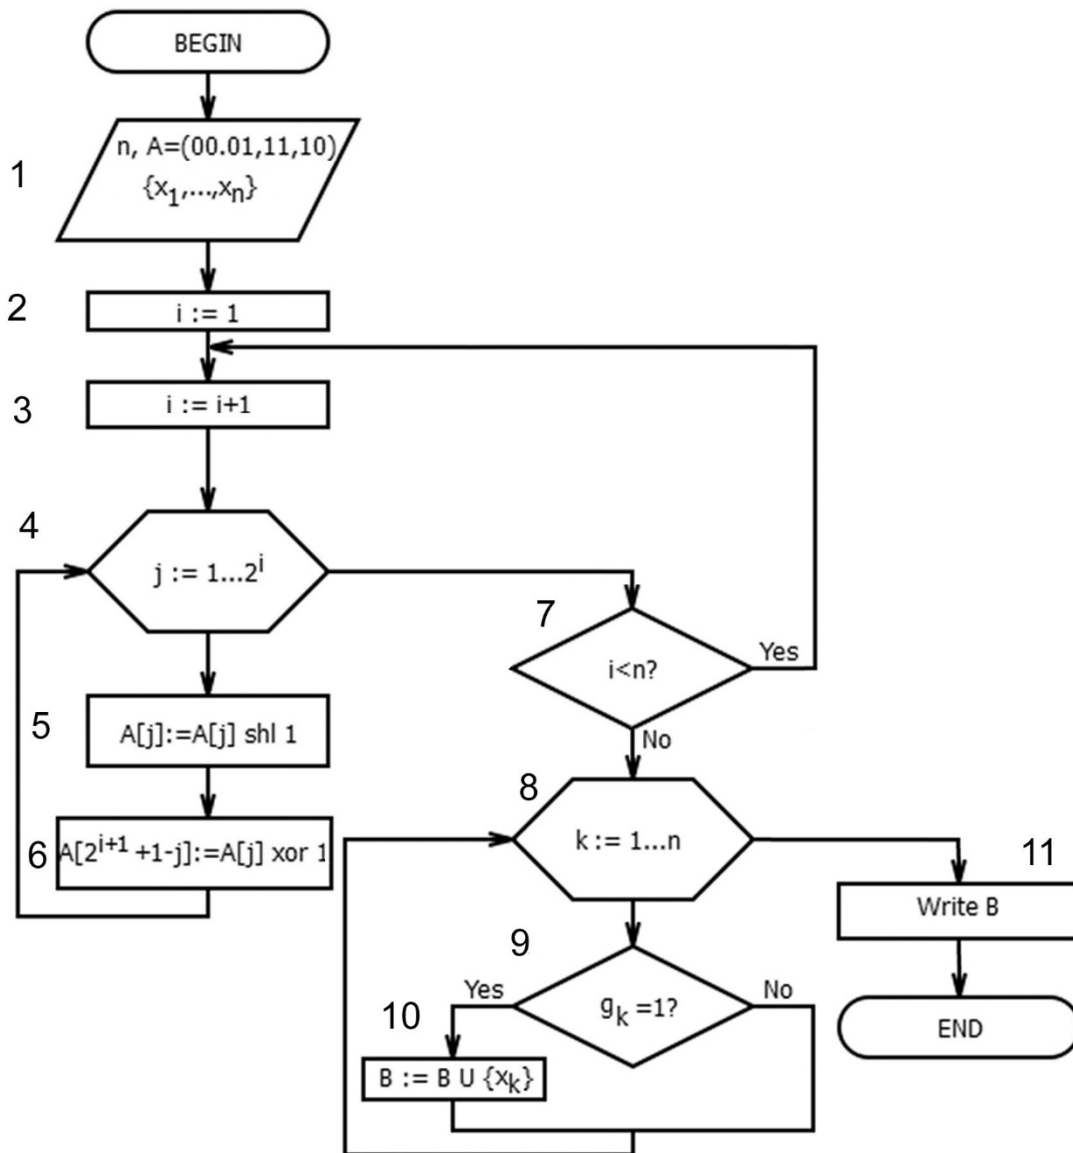 BEGIN
1
n, A=(00.01,11,10)
{x₁,...,xₙ}
2
i := 1
3
i := i+1
4
j := 1...2ⁱ
5
A[j]:=A[j] shl 1
6
A[2ⁱ⁺¹ +1-j]:=A[j] xor 1
7
i<n?
Yes
No
8
k := 1...n
9
gₖ =1?
Yes
No
10
B := B U {xₖ}
11
Write B
END